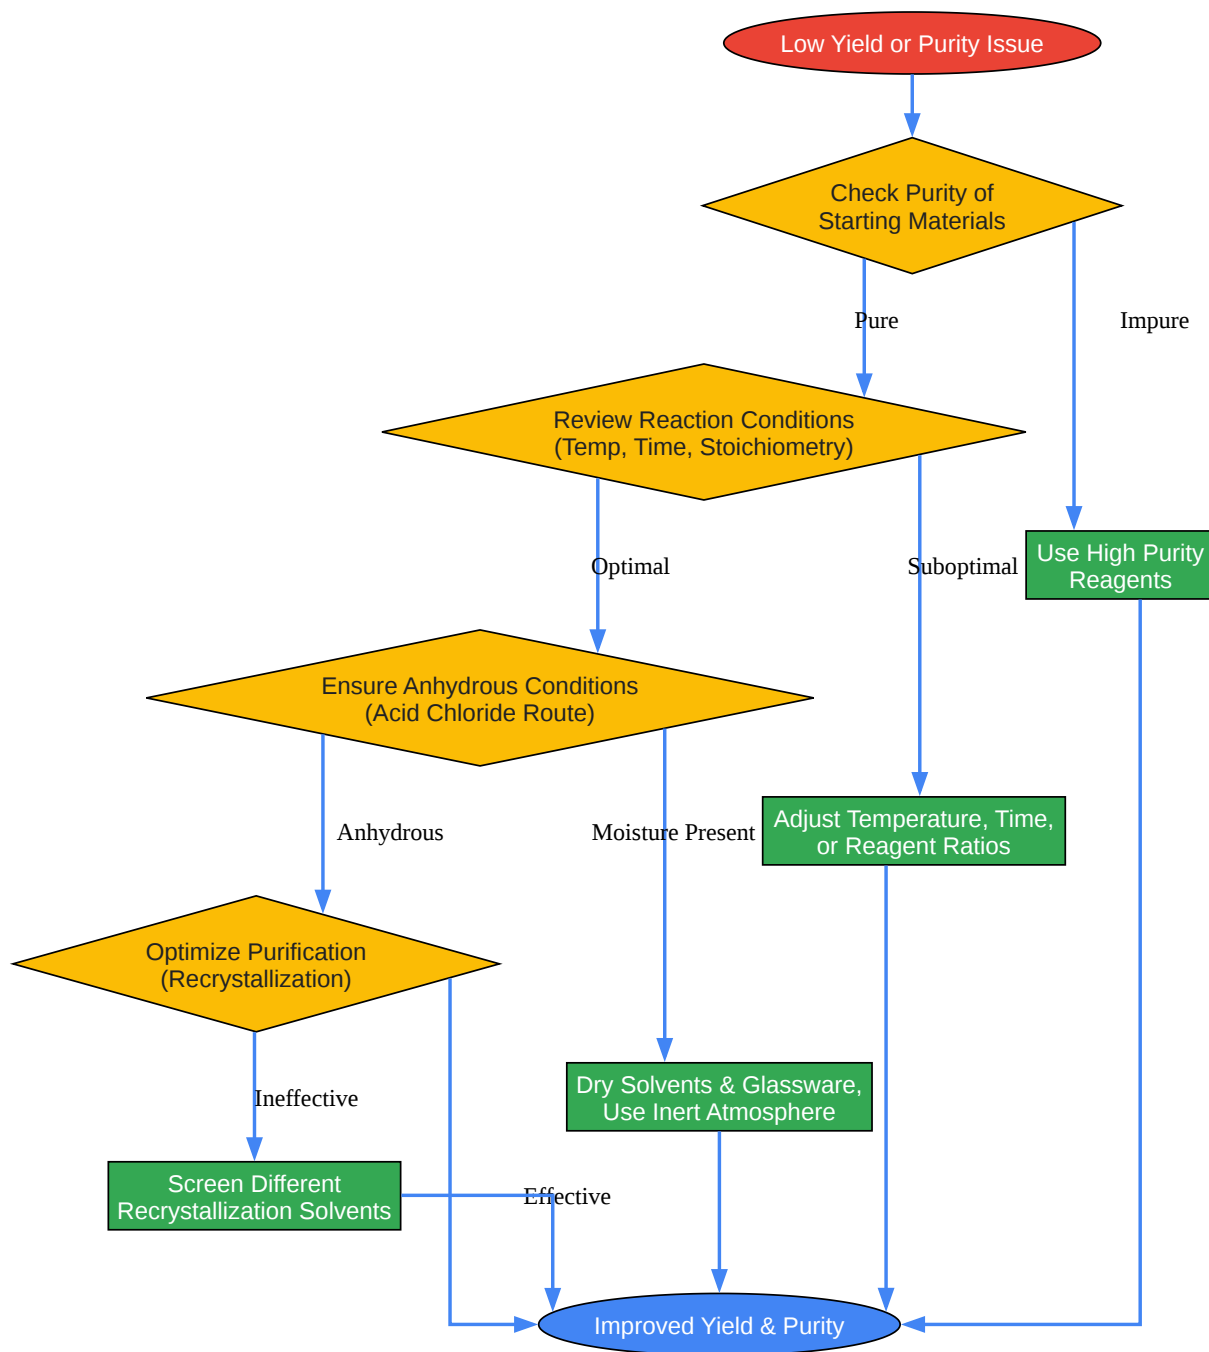 Low Yield or Purity Issue
Check Purity of
Starting Materials
Pure
Impure
Review Reaction Conditions
(Temp, Time, Stoichiometry)
Optimal
Suboptimal
Use High Purity
Reagents
Ensure Anhydrous Conditions
(Acid Chloride Route)
Anhydrous
Moisture Present
Adjust Temperature, Time,
or Reagent Ratios
Optimize Purification
(Recrystallization)
Ineffective
Dry Solvents & Glassware,
Use Inert Atmosphere
Screen Different
Recrystallization Solvents
Effective
Improved Yield & Purity